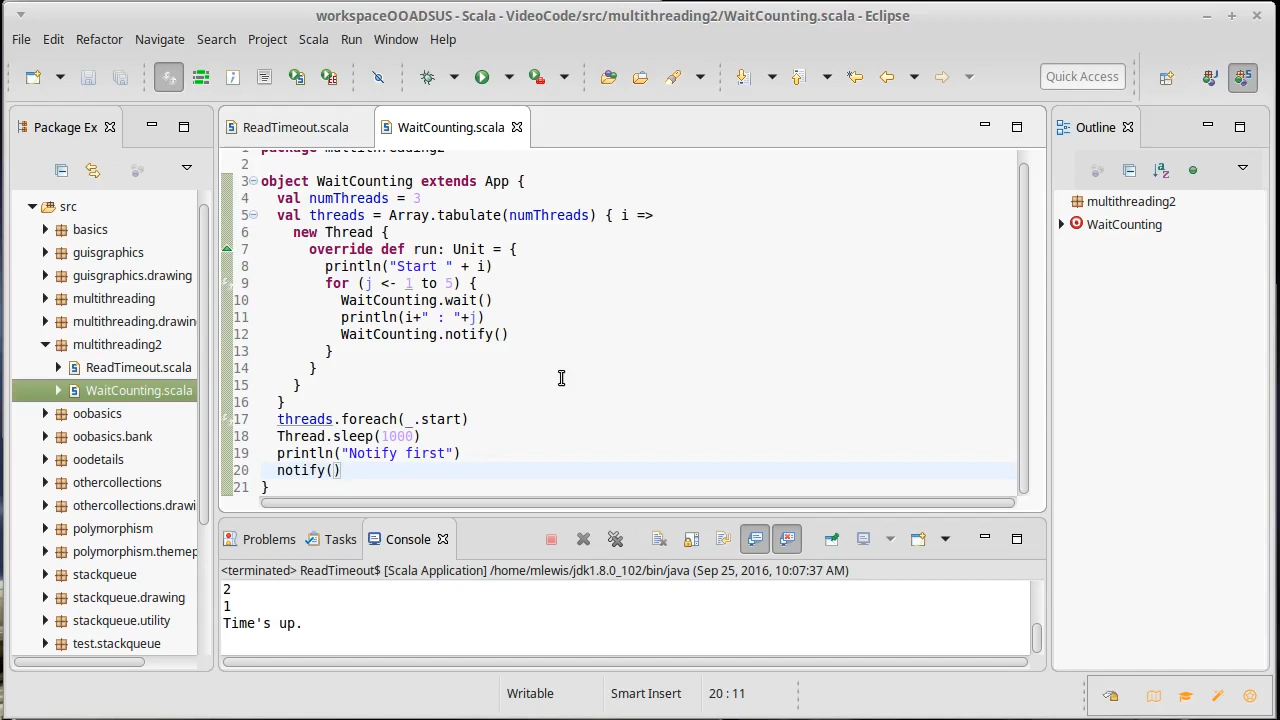 workspaceOOADSUS - Scala - VideoCode/src/multithreading2/WaitCounting.scala - Eclipse
File Edit Refactor Navigate Search Project Scala Run Window Help
Quick Access
Package Ex
ReadTimeout.scala
WaitCounting.scala
Outline
src
basics
guisgraphics
guisgraphics.drawing
multithreading
multithreading.drawin
multithreading2
ReadTimeout.scala
WaitCounting.scala
oobasics
oobasics.bank
oodetails
othercollections
othercollections.drawi
polymorphism
polymorphism.themep
stackqueue
stackqueue.drawing
stackqueue.utility
test.stackqueue
1 package multithreading2
2
3 object WaitCounting extends App {
4 val numThreads = 3
5 val threads = Array.tabulate(numThreads) { i =>
6 new Thread {
7 override def run: Unit = {
8 println("Start " + i)
9 for (j <- 1 to 5) {
10 WaitCounting.wait()
11 println(i+" : "+j)
12 WaitCounting.notify()
13 }
14 }
15 }
16 }
17 threads.foreach(_.start)
18 Thread.sleep(1000)
19 println("Notify first")
20 notify()
21 }
multithreading2
WaitCounting
Problems Tasks Console
<terminated> ReadTimeout$ [Scala Application] /home/mlewis/jdk1.8.0_102/bin/java (Sep 25, 2016, 10:07:37 AM)
2
1
Time's up.
Writable Smart Insert 20 : 11